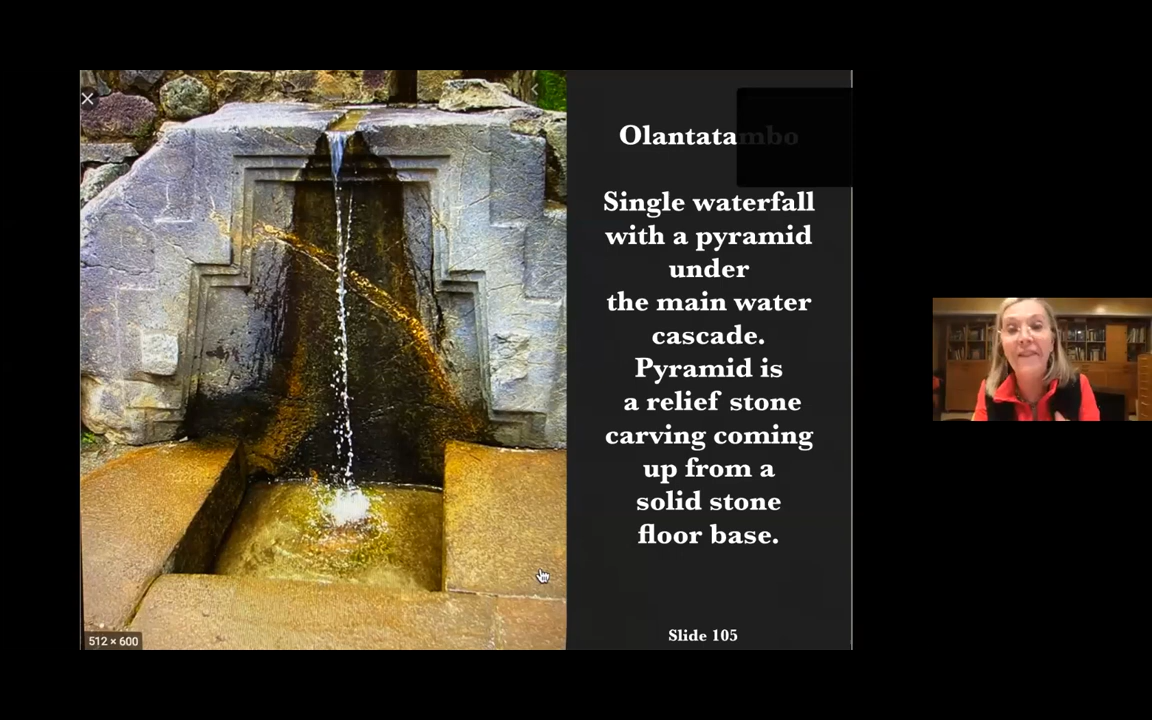 Olantatambo
Single waterfall
with a pyramid
under
the main water
cascade.
Pyramid is
a relief stone
carving coming
up from a
solid stone
floor base.
Slide 105
512 × 600